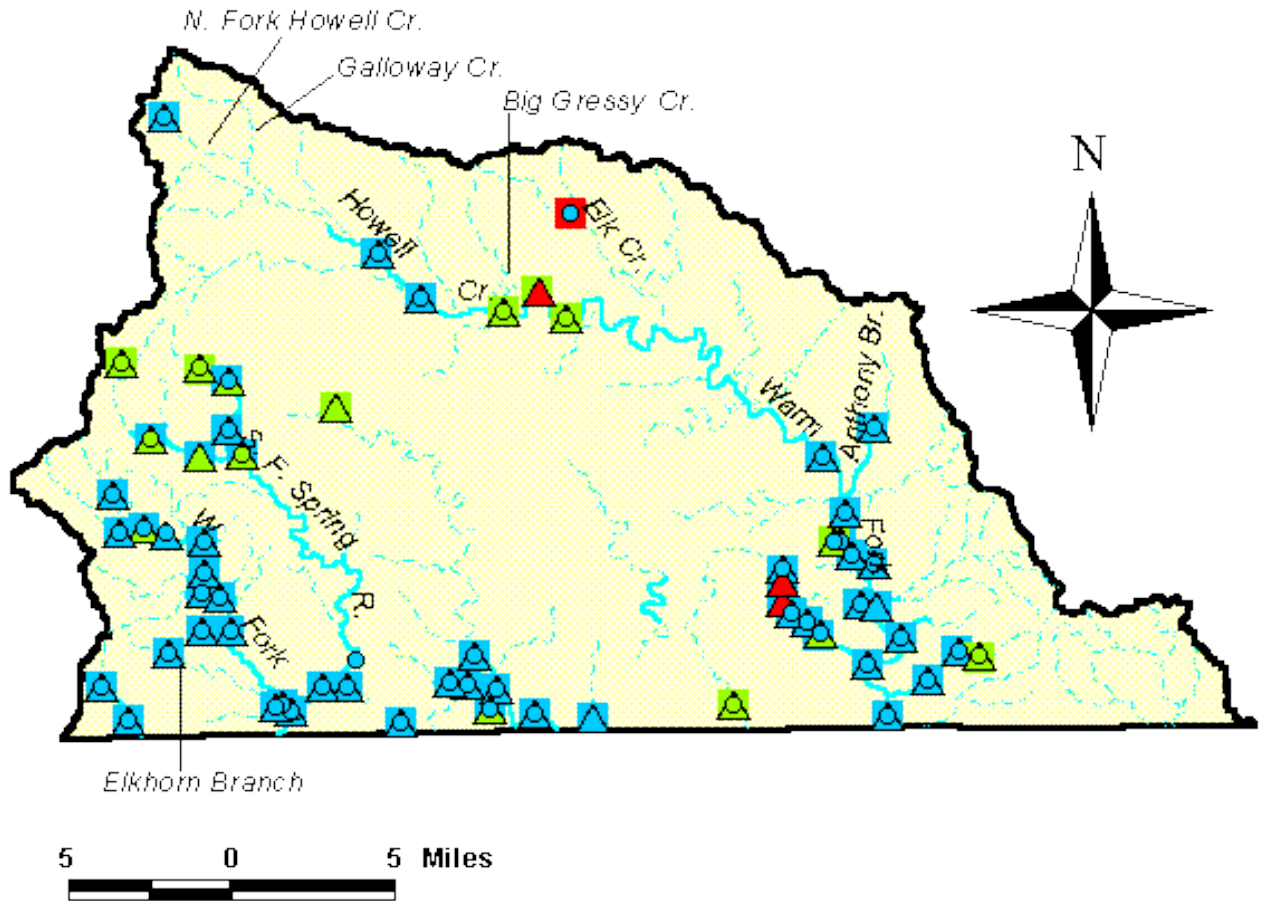 N. Fork Howell Cr.
Galloway Cr.
Big Gressy Cr.
N
Howell
Cr.
Elk Cr.
Warm
Fork
Anthony Br.
S. F. Spring R.
W. Fork
Elkhorn Branch
5 0 5 Miles